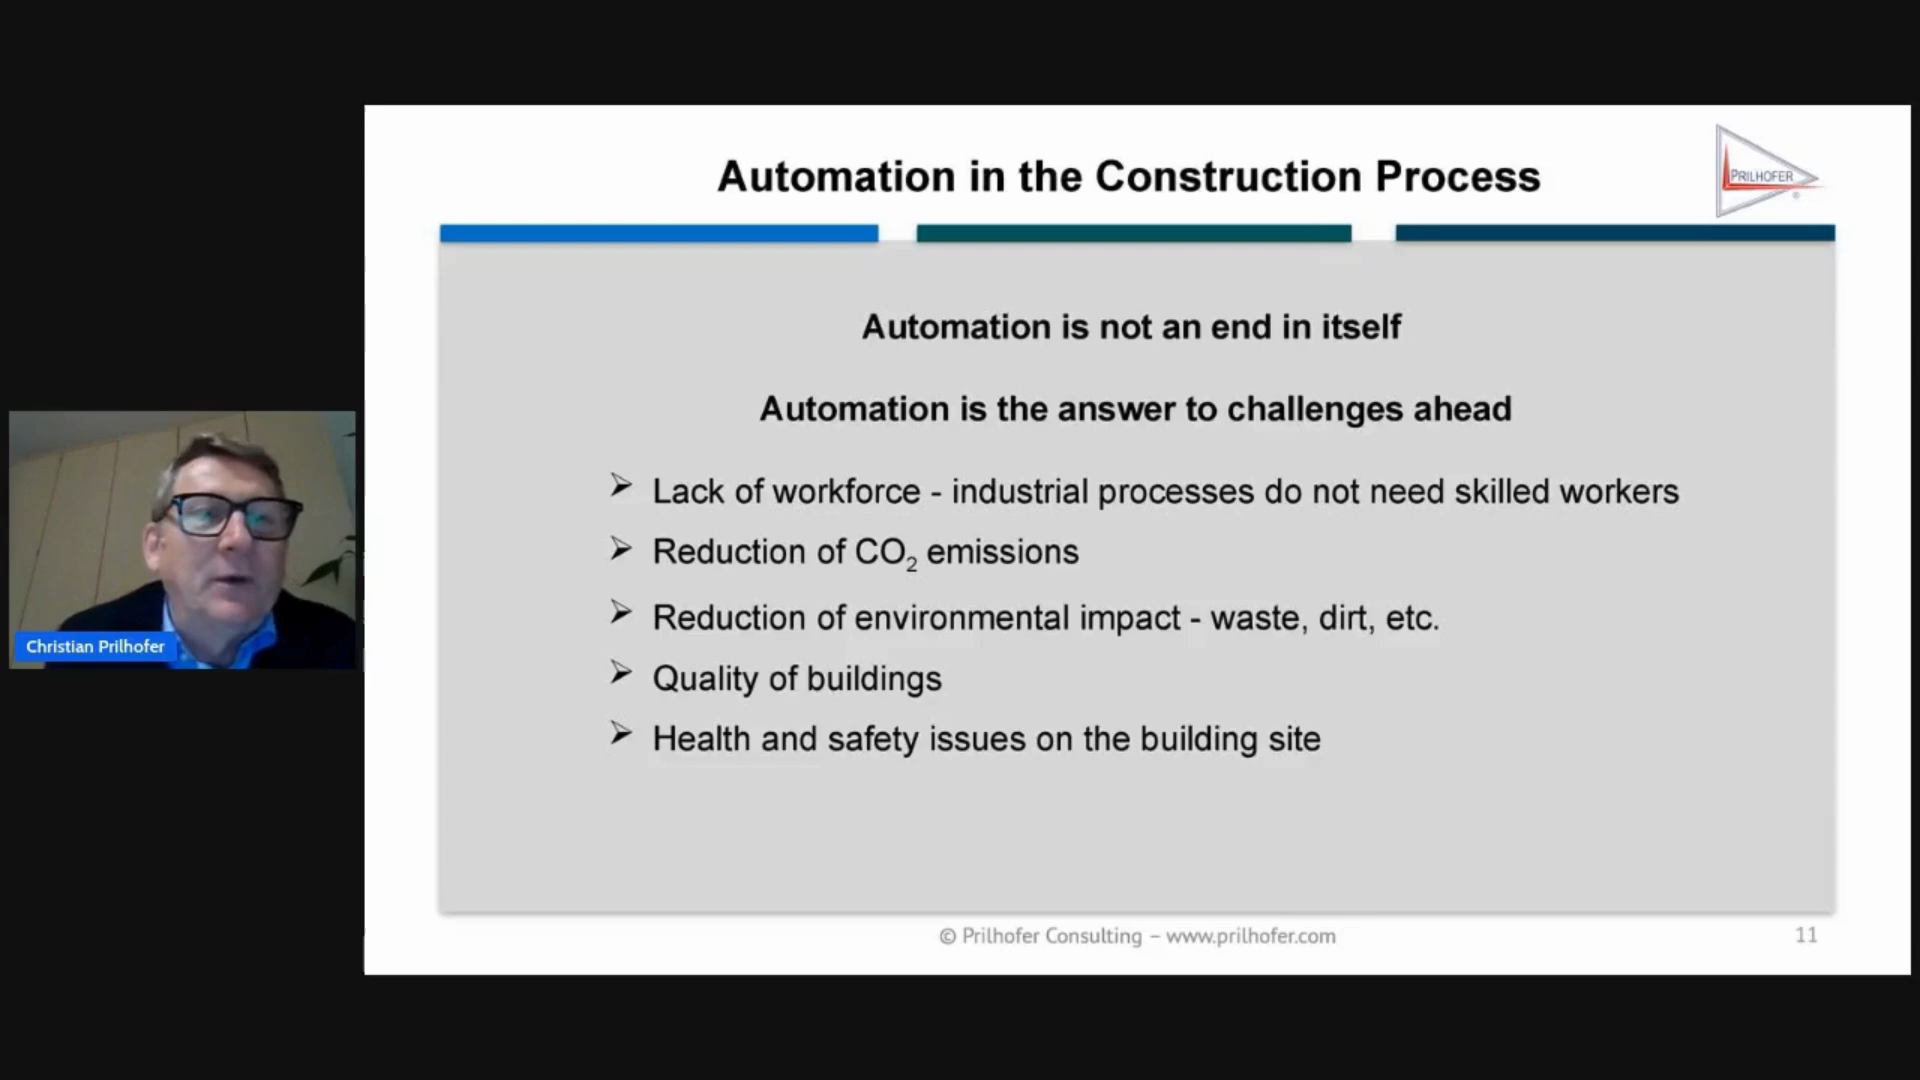 Automation in the Construction Process
PRILHOFER
®
Automation is not an end in itself
Automation is the answer to challenges ahead
Lack of workforce - industrial processes do not need skilled workers
Reduction of CO₂ emissions
Reduction of environmental impact - waste, dirt, etc.
Quality of buildings
Health and safety issues on the building site
Christian Prilhofer
© Prilhofer Consulting – www.prilhofer.com
11